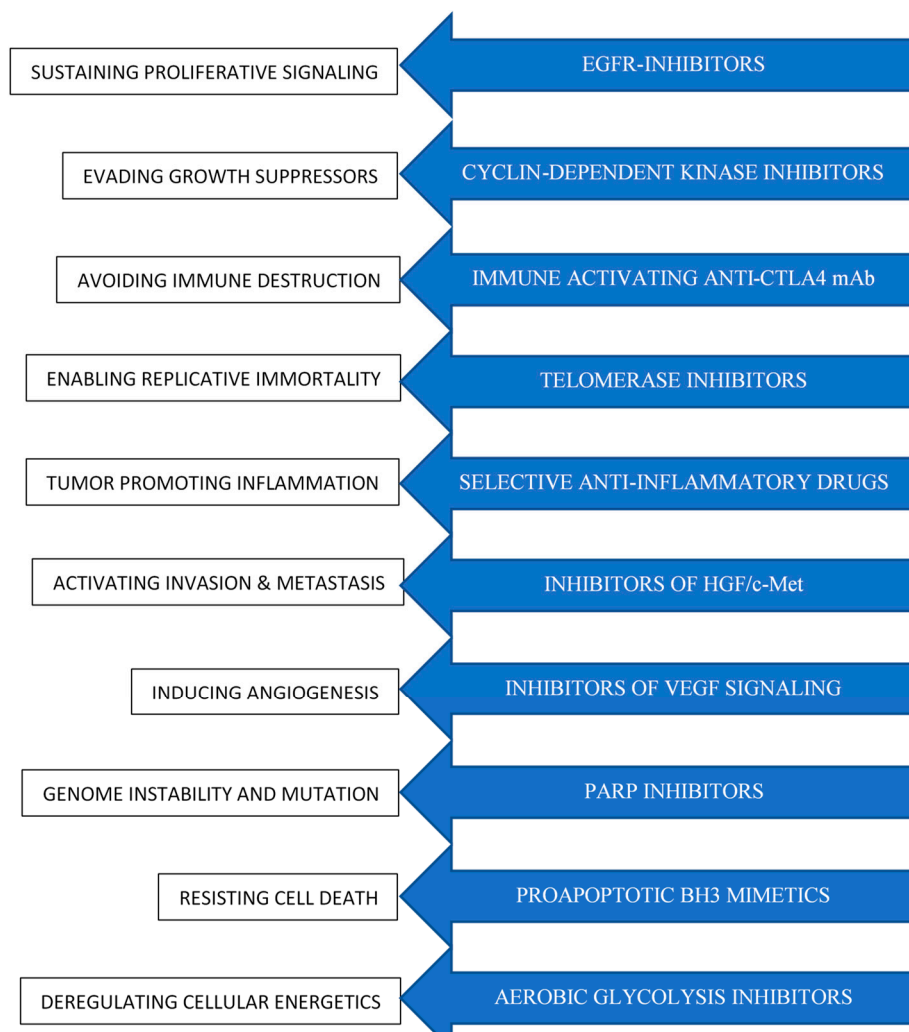 SUSTAINING PROLIFERATIVE SIGNALING
EGFR-INHIBITORS
EVADING GROWTH SUPPRESSORS
CYCLIN-DEPENDENT KINASE INHIBITORS
AVOIDING IMMUNE DESTRUCTION
IMMUNE ACTIVATING ANTI-CTLA4 mAb
ENABLING REPLICATIVE IMMORTALITY
TELOMERASE INHIBITORS
TUMOR PROMOTING INFLAMMATION
SELECTIVE ANTI-INFLAMMATORY DRUGS
ACTIVATING INVASION & METASTASIS
INHIBITORS OF HGF/c-Met
INDUCING ANGIOGENESIS
INHIBITORS OF VEGF SIGNALING
GENOME INSTABILITY AND MUTATION
PARP INHIBITORS
RESISTING CELL DEATH
PROAPOPTOTIC BH3 MIMETICS
DEREGULATING CELLULAR ENERGETICS
AEROBIC GLYCOLYSIS INHIBITORS